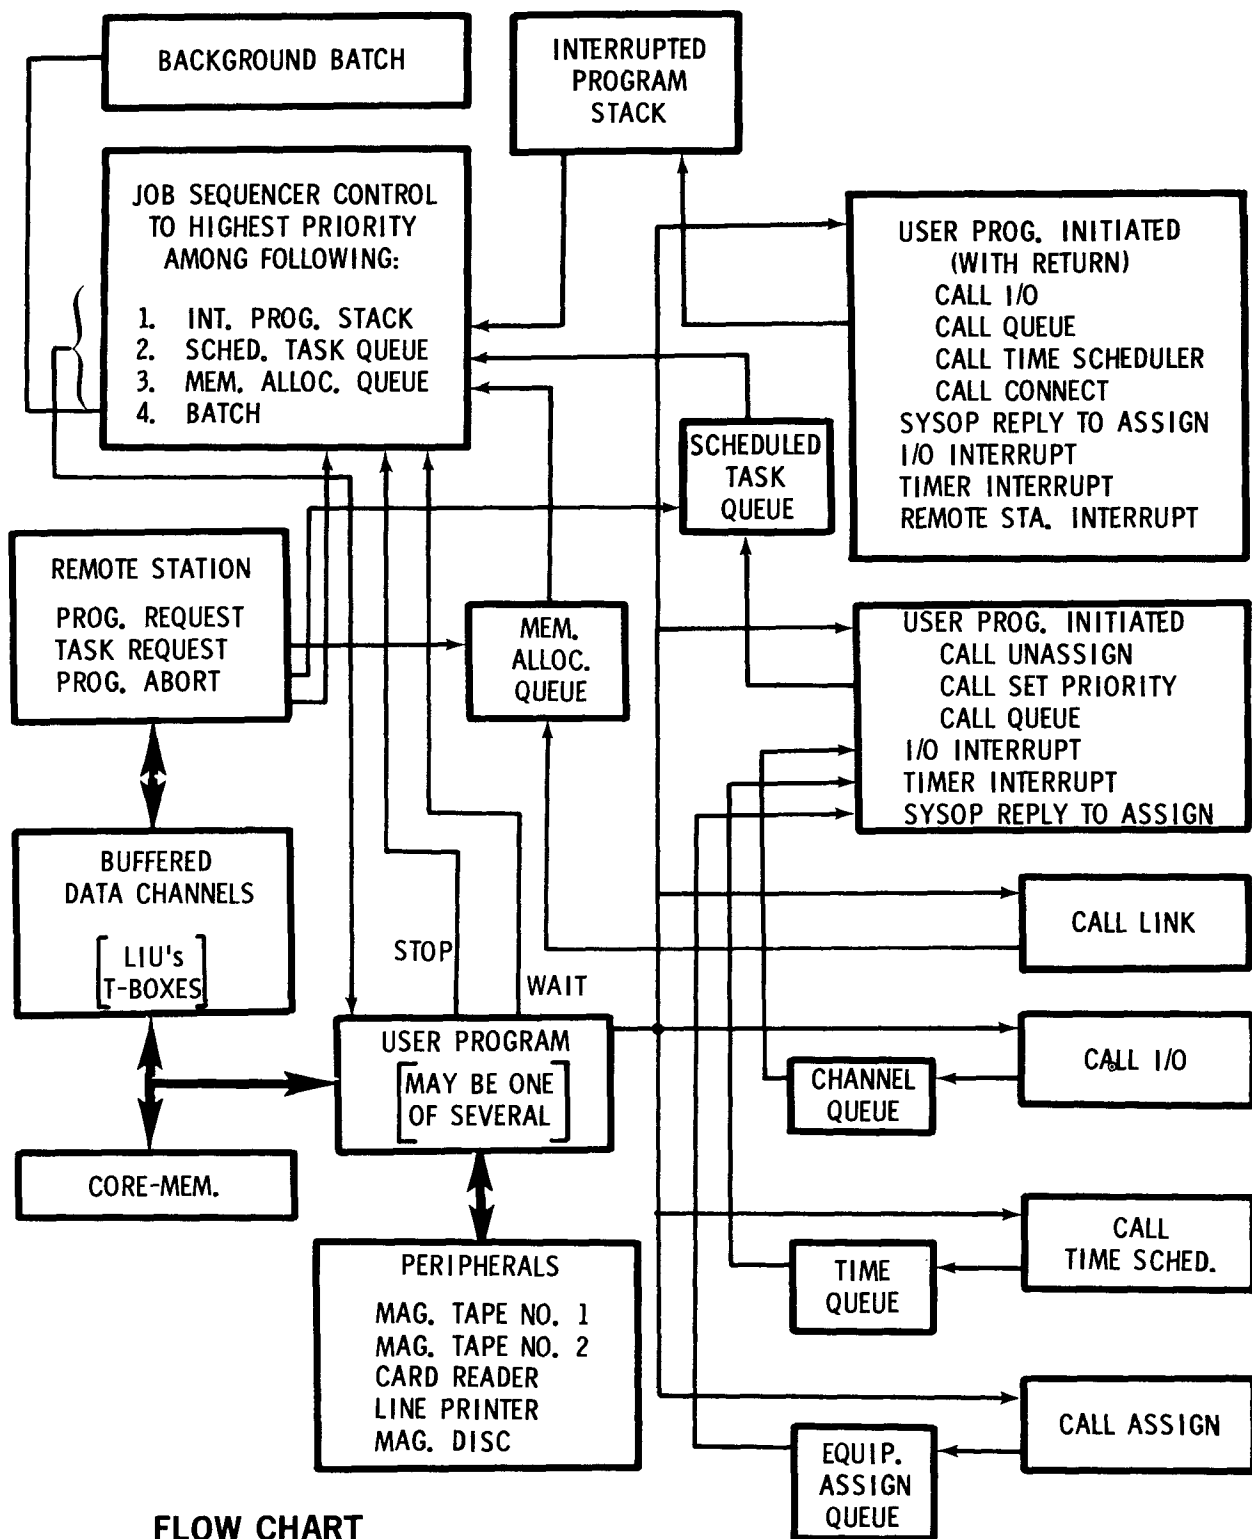 BACKGROUND BATCH
INTERRUPTED
PROGRAM
STACK
JOB SEQUENCER CONTROL
TO HIGHEST PRIORITY
AMONG FOLLOWING:
1. INT. PROG. STACK
2. SCHED. TASK QUEUE
3. MEM. ALLOC. QUEUE
4. BATCH
USER PROG. INITIATED
(WITH RETURN)
CALL I/O
CALL QUEUE
CALL TIME SCHEDULER
CALL CONNECT
SYSOP REPLY TO ASSIGN
I/O INTERRUPT
TIMER INTERRUPT
REMOTE STA. INTERRUPT
SCHEDULED
TASK
QUEUE
REMOTE STATION
PROG. REQUEST
TASK REQUEST
PROG. ABORT
MEM.
ALLOC.
QUEUE
USER PROG. INITIATED
CALL UNASSIGN
CALL SET PRIORITY
CALL QUEUE
I/O INTERRUPT
TIMER INTERRUPT
SYSOP REPLY TO ASSIGN
BUFFERED
DATA CHANNELS
[LIU's
T-BOXES]
STOP
WAIT
CALL LINK
USER PROGRAM
[MAY BE ONE
OF SEVERAL]
CHANNEL
QUEUE
CALL I/O
CORE-MEM.
PERIPHERALS
MAG. TAPE NO. 1
MAG. TAPE NO. 2
CARD READER
LINE PRINTER
MAG. DISC
TIME
QUEUE
CALL
TIME SCHED.
EQUIP.
ASSIGN
QUEUE
CALL ASSIGN
FLOW CHART